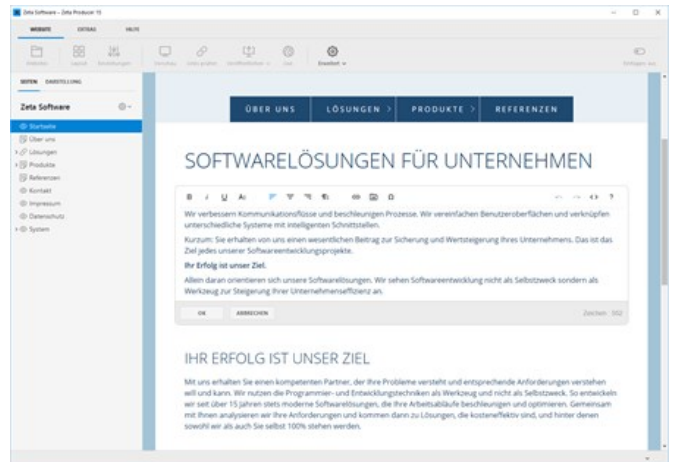 Zeta Software - Zeta Producer 15
WEBSITE EXTRAS HILFE
Layout
Erweitert
SEITEN DARSTELLUNG
Zeta Software
Startseite
Über uns
Lösungen
Produkte
Referenzen
Kontakt
Impressum
Datenschutz
System
ÜBER UNS LÖSUNGEN > PRODUKTE > REFERENZEN
SOFTWARELÖSUNGEN FÜR UNTERNEHMEN
Wir verbessern Kommunikationsflüsse und beschleunigen Prozesse. Wir vereinfachen Benutzeroberflächen und verknüpfen
unterschiedliche Systeme mit intelligenten Schnittstellen.
Kurzum: Sie erhalten von uns einen wesentlichen Beitrag zur Sicherung und Wertsteigerung Ihres Unternehmens. Das ist das
Ziel jedes unserer Softwareentwicklungsprojekte.
Ihr Erfolg ist unser Ziel.
Allein daran orientieren sich unsere Softwarelösungen. Wir sehen Softwareentwicklung nicht als Selbstzweck sondern als
Werkzeug zur Steigerung Ihrer Unternehmenseffizienz an.
OK ABBRECHEN Zeichen: 502
IHR ERFOLG IST UNSER ZIEL
Mit uns erhalten Sie einen kompetenten Partner, der Ihre Probleme versteht und entsprechende Anforderungen verstehen
will und kann. Wir nutzen die Programmier- und Entwicklungstechniken als Werkzeug und nicht als Selbstzweck. So entwickeln
wir seit über 15 Jahren stets moderne Softwarelösungen, die Ihre Arbeitsabläufe beschleunigen und optimieren. Gemeinsam
mit Ihnen analysieren wir Ihre Anforderungen und kommen dann zu Lösungen, die kosteneffektiv sind, und hinter denen
sowohl wir als auch Sie selbst 100% stehen werden.